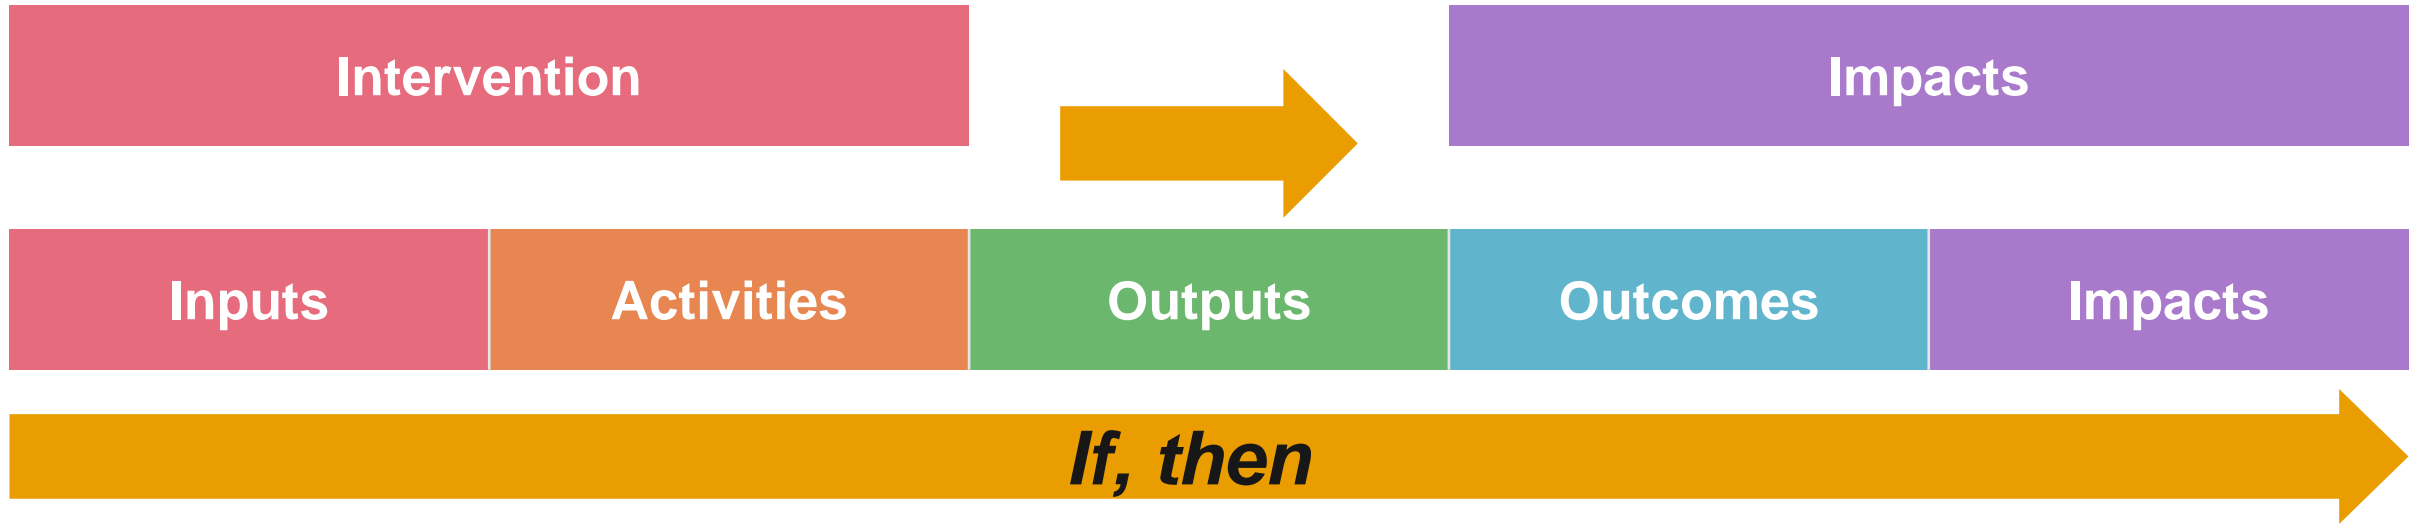 Intervention
Impacts
Inputs
Activities
Outputs
Outcomes
Impacts
If, then